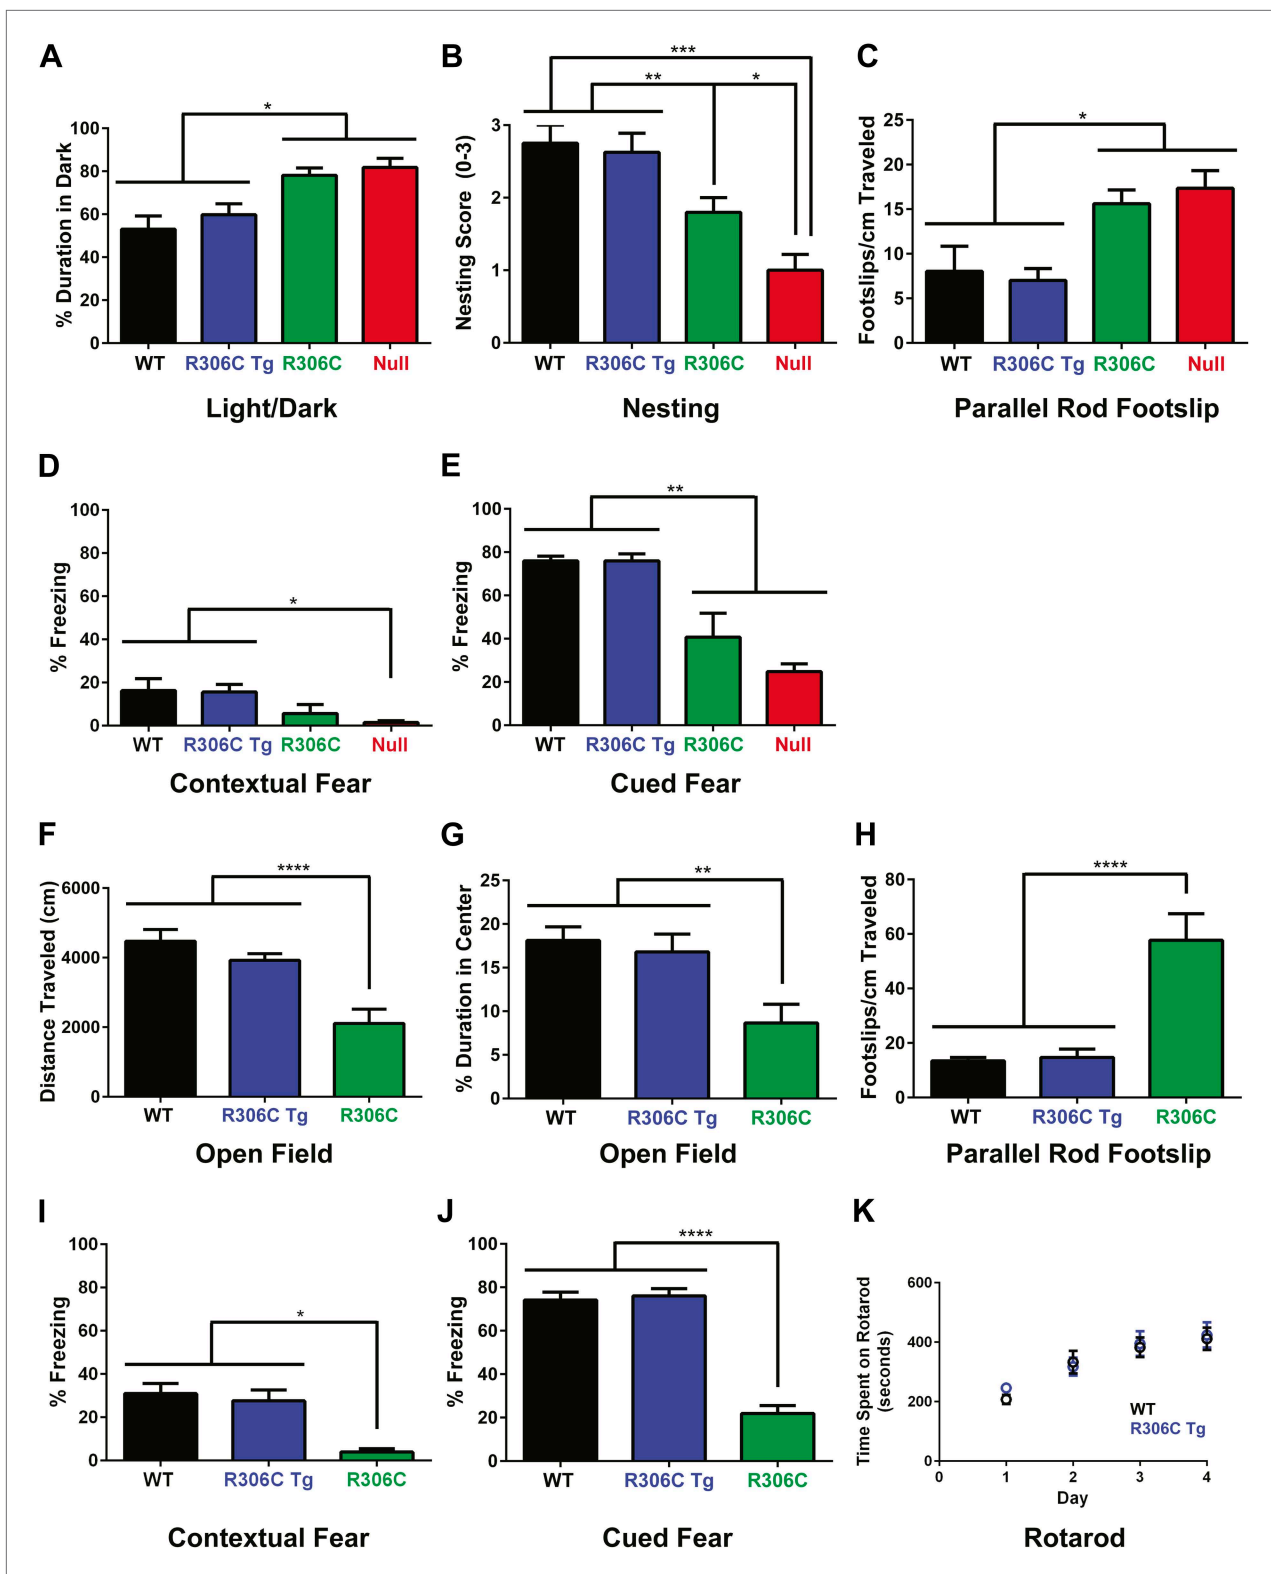 A
% Duration in Dark
100
80
60
40
20
0
*
WT R306C Tg R306C Null
Light/Dark
B
Nesting Score (0-3)
3
2
1
0
***
** *
WT R306C Tg R306C Null
Nesting
C
Footslips/cm Traveled
25
20
15
10
5
0
*
WT R306C Tg R306C Null
Parallel Rod Footslip
D
% Freezing
100
80
60
40
20
0
*
WT R306C Tg R306C Null
Contextual Fear
E
% Freezing
100
80
60
40
20
0
**
WT R306C Tg R306C Null
Cued Fear
F
Distance Traveled (cm)
6000
4000
2000
0
****
WT R306C Tg R306C
Open Field
G
% Duration in Center
25
20
15
10
5
0
**
WT R306C Tg R306C
Open Field
H
Footslips/cm Traveled
80
60
40
20
0
****
WT R306C Tg R306C
Parallel Rod Footslip
I
% Freezing
100
80
60
40
20
0
*
WT R306C Tg R306C
Contextual Fear
J
% Freezing
100
80
60
40
20
0
****
WT R306C Tg R306C
Cued Fear
K
Time Spent on Rotarod
(seconds)
600
400
200
0
WT
R306C Tg
0 1 2 3 4
Day
Rotarod